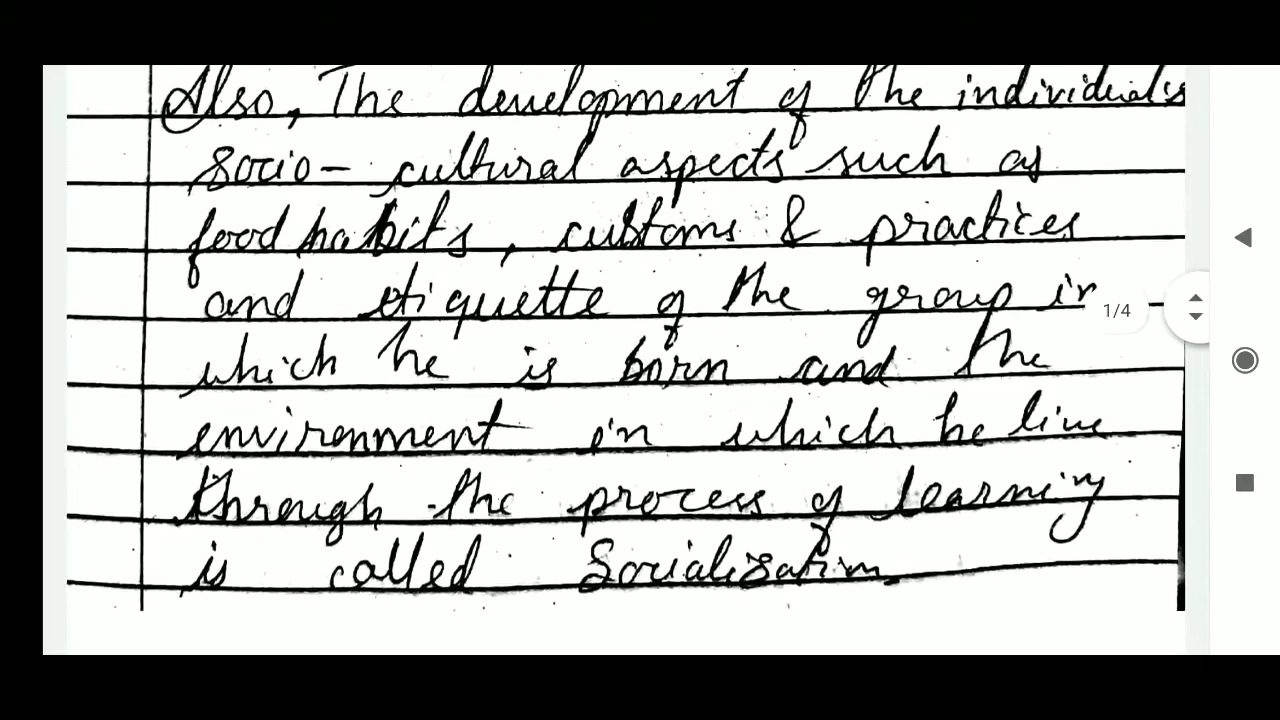 Also, The development of the individual's
socio- cultural aspects such as
food habits, customs & practices
and etiquette of the group in
which he is born and the
environment in which he live
through the process of learning
is called Socialization.
1/4